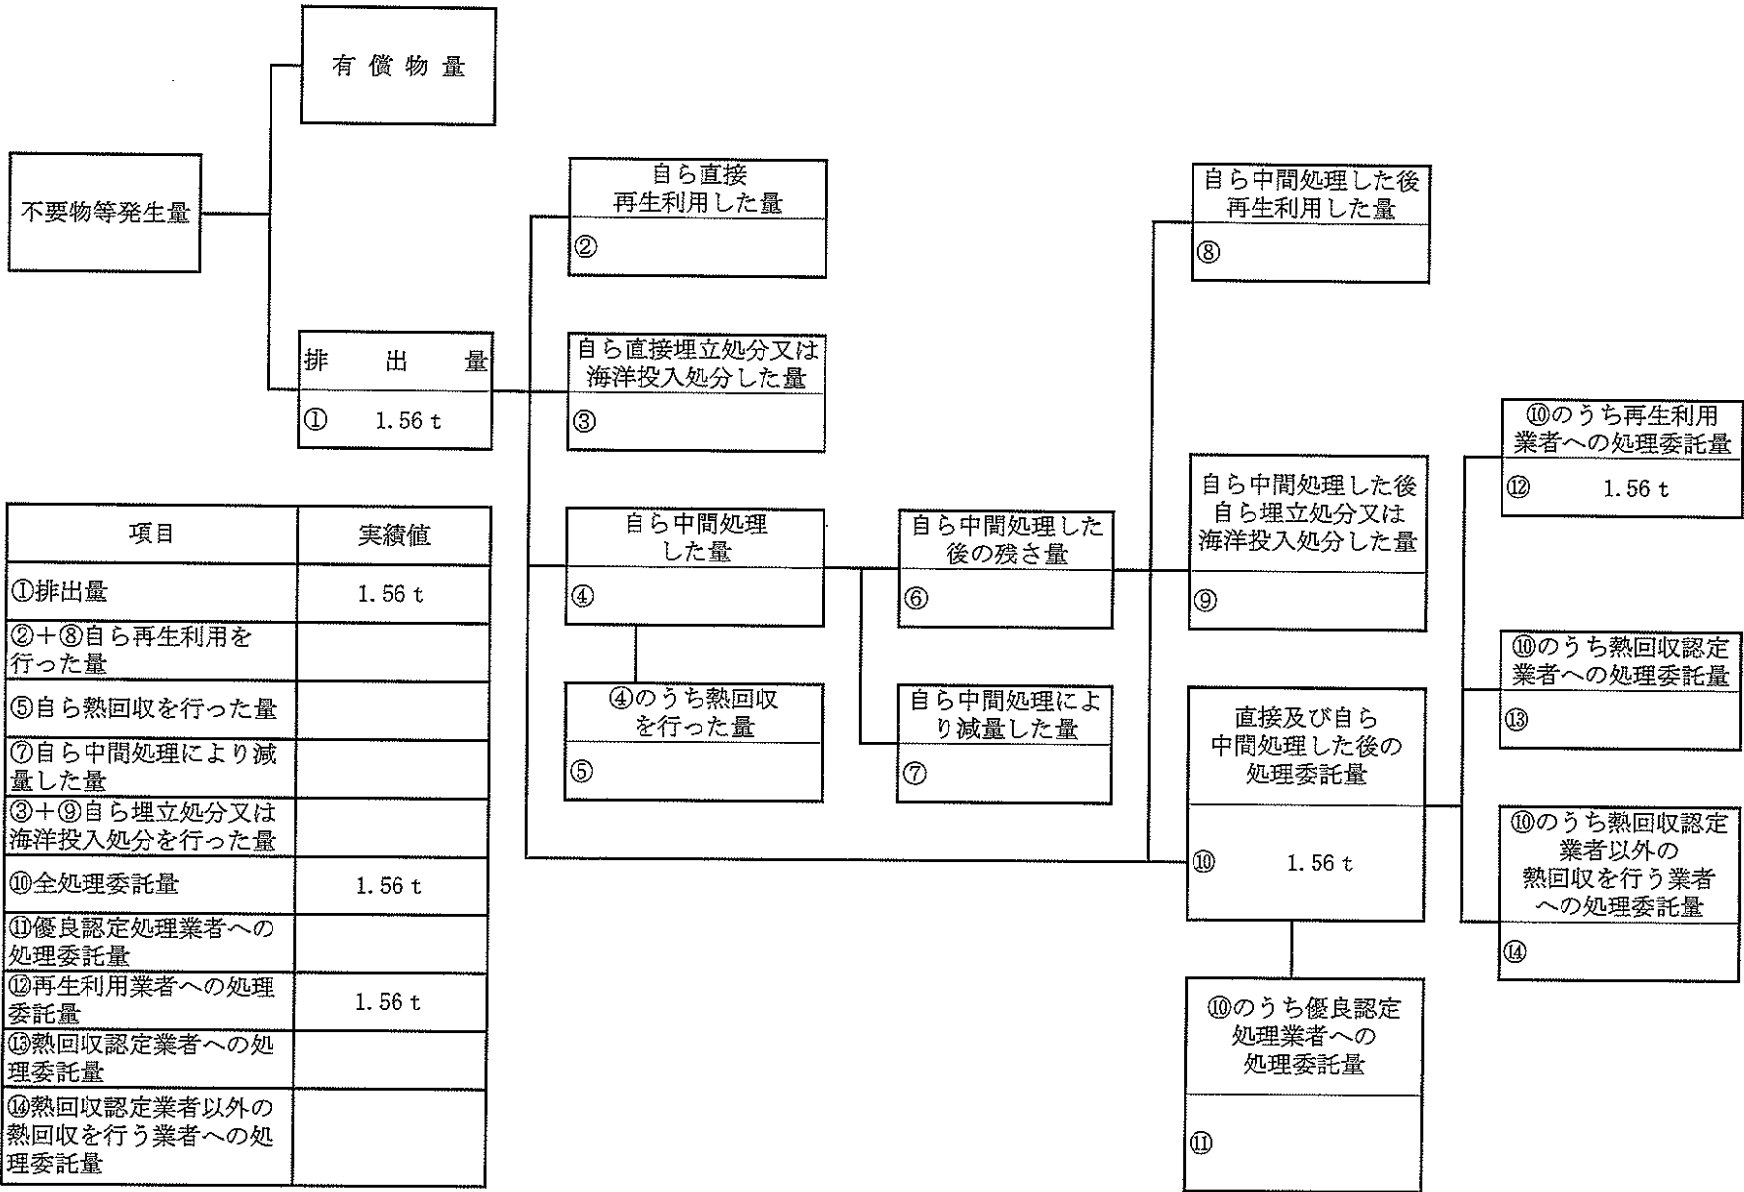 有償物量
不要物等発生量
排出量
① 1.56 t
自ら直接
再生利用した量
②
自ら直接埋立処分又は
海洋投入処分した量
③
自ら中間処理
した量
④
④のうち熱回収
を行った量
⑤
自ら中間処理した
後の残さ量
⑥
自ら中間処理によ
り減量した量
⑦
自ら中間処理した後
再生利用した量
⑧
自ら中間処理した後
自ら埋立処分又は
海洋投入処分した量
⑨
直接及び自ら
中間処理した後の
処理委託量
⑩ 1.56 t
⑩のうち優良認定
処理業者への
処理委託量
⑪
⑩のうち再生利用
業者への処理委託量
⑫ 1.56 t
⑩のうち熱回収認定
業者への処理委託量
⑬
⑩のうち熱回収認定
業者以外の
熱回収を行う業者
への処理委託量
⑭
項目 実績値
①排出量 1.56 t
②+⑧自ら再生利用を
行った量
⑤自ら熱回収を行った量
⑦自ら中間処理により減
量した量
③+⑨自ら埋立処分又は
海洋投入処分を行った量
⑩全処理委託量 1.56 t
⑪優良認定処理業者への
処理委託量
⑫再生利用業者への処理
委託量 1.56 t
⑬熱回収認定業者への処
理委託量
⑭熱回収認定業者以外の
熱回収を行う業者への処
理委託量